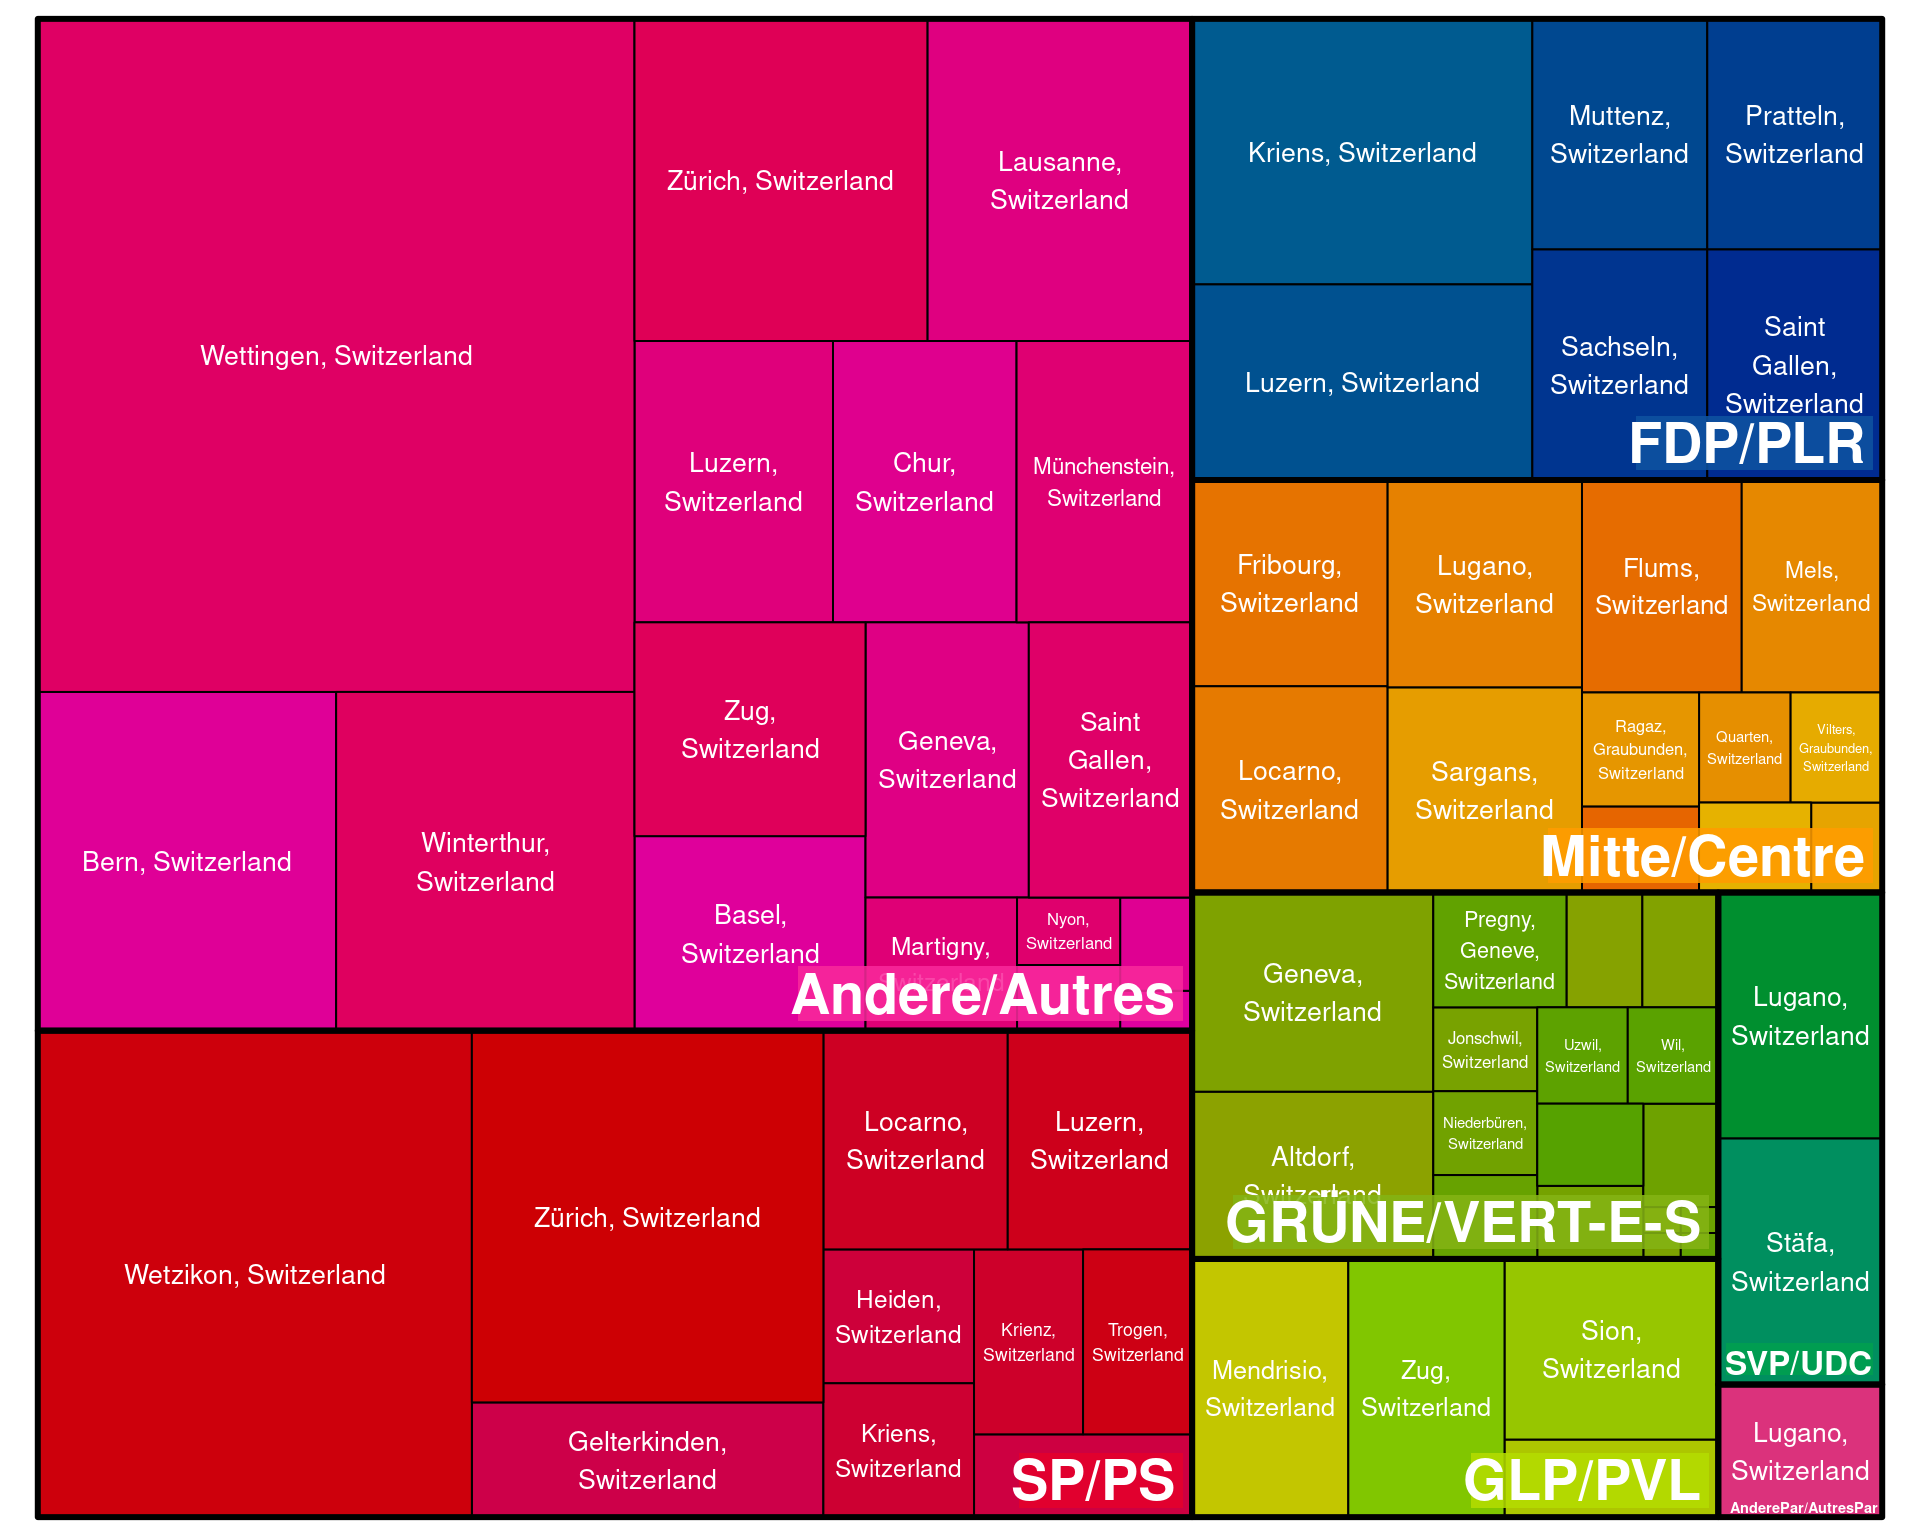 Wettingen, Switzerland
Zürich, Switzerland
Lausanne,
Switzerland
Luzern,
Switzerland
Chur,
Switzerland
Münchenstein,
Switzerland
Zug,
Switzerland
Geneva,
Switzerland
Saint
Gallen,
Switzerland
Bern, Switzerland
Winterthur,
Switzerland
Basel,
Switzerland
Martigny,
Switzerland
Nyon,
Switzerland
Andere/Autres
Wetzikon, Switzerland
Zürich, Switzerland
Gelterkinden,
Switzerland
Locarno,
Switzerland
Luzern,
Switzerland
Heiden,
Switzerland
Krienz,
Switzerland
Trogen,
Switzerland
Kriens,
Switzerland
SP/PS
Kriens, Switzerland
Muttenz,
Switzerland
Pratteln,
Switzerland
Luzern, Switzerland
Sachseln,
Switzerland
Saint
Gallen,
Switzerland
FDP/PLR
Fribourg,
Switzerland
Lugano,
Switzerland
Flums,
Switzerland
Mels,
Switzerland
Locarno,
Switzerland
Sargans,
Switzerland
Ragaz,
Graubunden,
Switzerland
Quarten,
Switzerland
Vilters,
Graubunden,
Switzerland
Mitte/Centre
Geneva,
Switzerland
Pregny,
Geneve,
Switzerland
Jonschwil,
Switzerland
Uzwil,
Switzerland
Wil,
Switzerland
Niederbüren,
Switzerland
Altdorf,
Switzerland
GRÜNE/VERT-E-S
Lugano,
Switzerland
Stäfa,
Switzerland
SVP/UDC
Mendrisio,
Switzerland
Zug,
Switzerland
Sion,
Switzerland
GLP/PVL
Lugano,
Switzerland
AnderePar/AutresPar